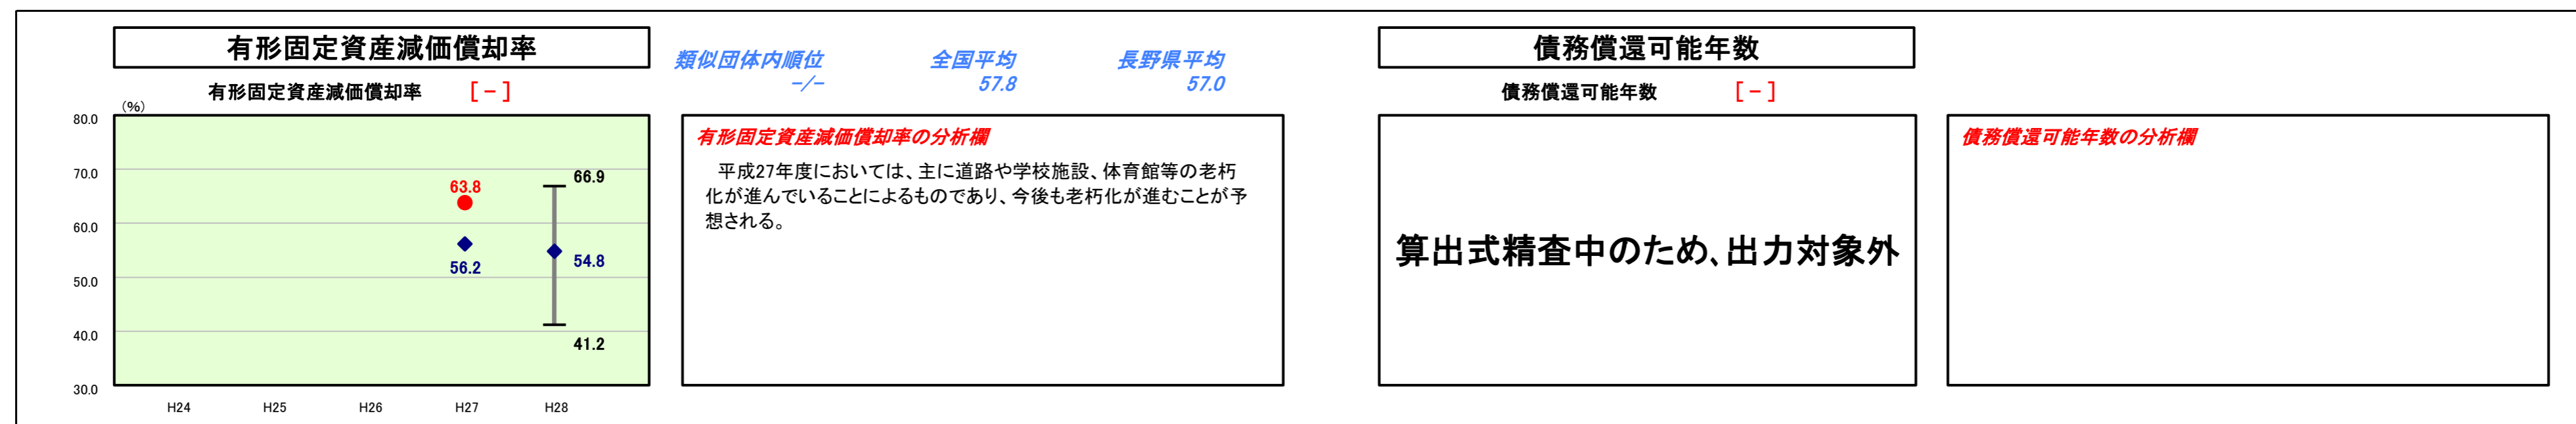 有形固定資産減価償却率
有形固定資産減価償却率 [-]
類似団体内順位
-/-
全国平均
57.8
長野県平均
57.0
(%)
80.0
70.0
60.0
50.0
40.0
30.0
63.8
56.2
66.9
54.8
41.2
H24 H25 H26 H27 H28
有形固定資産減価償却率の分析欄
平成27年度においては、主に道路や学校施設、体育館等の老朽
化が進んでいることによるものであり、今後も老朽化が進むことが予
想される。
債務償還可能年数
債務償還可能年数 [-]
算出式精査中のため、出力対象外
債務償還可能年数の分析欄